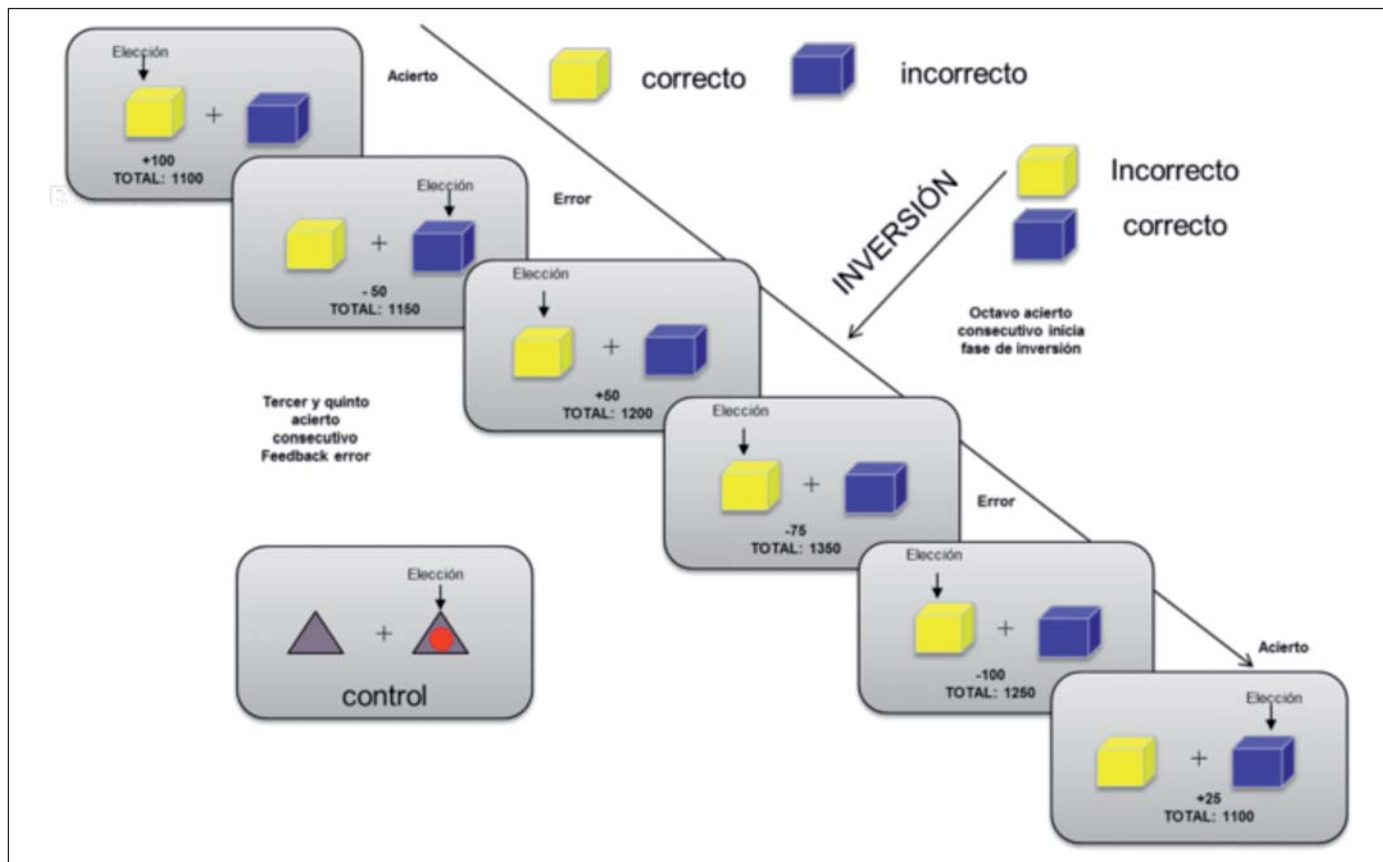 Elección
+
+100
TOTAL: 1100
Acierto
correcto
incorrecto
Elección
+
- 50
TOTAL: 1150
Error
Incorrecto
correcto
INVERSIÓN
Octavo acierto
consecutivo inicia
fase de inversión
Elección
+
+50
TOTAL: 1200
Tercer y quinto
acierto
consecutivo
Feedback error
Elección
+
-75
TOTAL: 1350
Error
Elección
+
control
Elección
+
-100
TOTAL: 1250
Acierto
Elección
+
+25
TOTAL: 1100